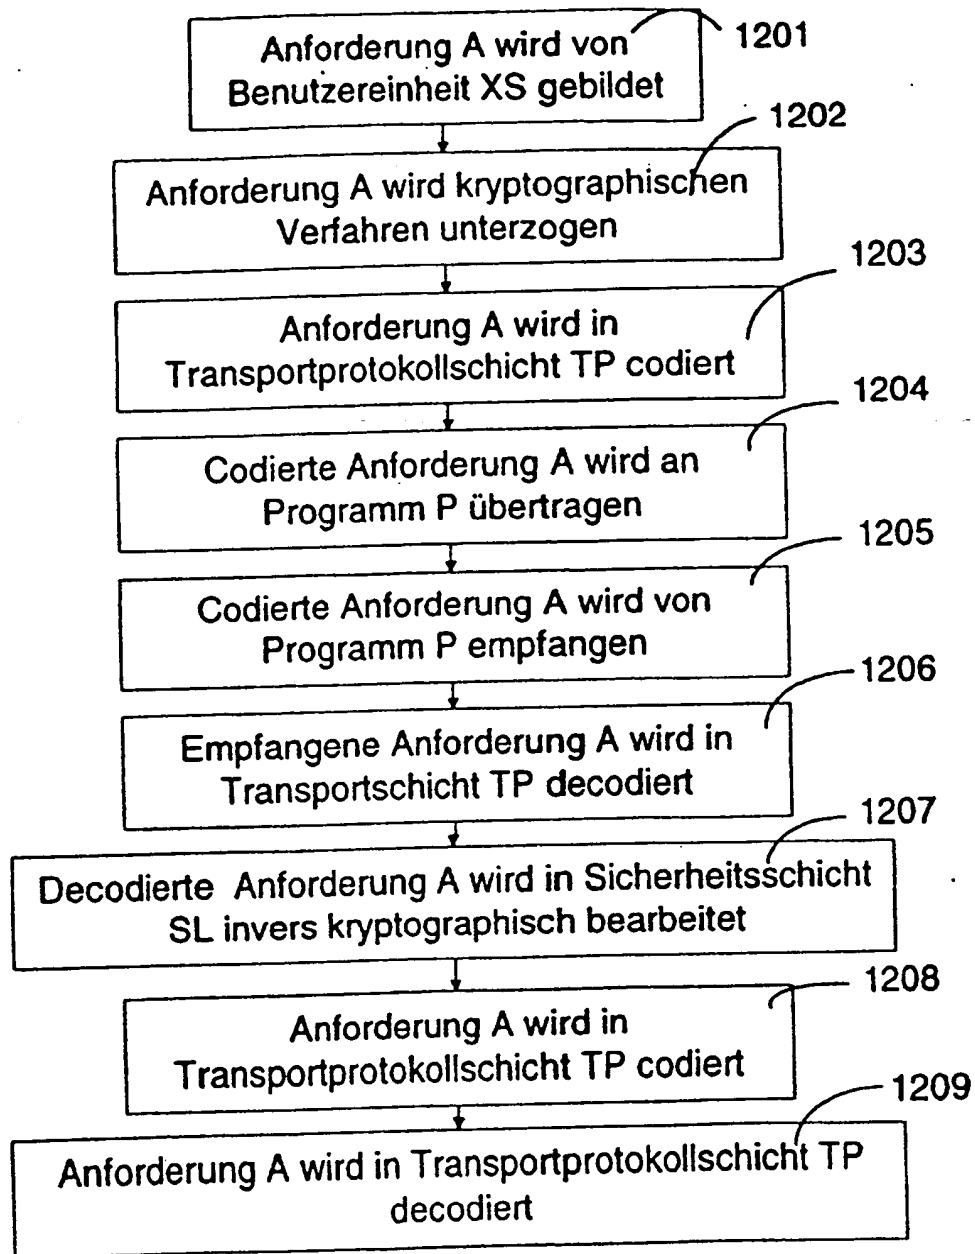 Anforderung A wird von
Benutzereinheit XS gebildet
1201
Anforderung A wird kryptographischen
Verfahren unterzogen
1202
Anforderung A wird in
Transportprotokollschicht TP codiert
1203
Codierte Anforderung A wird an
Programm P übertragen
1204
Codierte Anforderung A wird von
Programm P empfangen
1205
Empfangene Anforderung A wird in
Transportschicht TP decodiert
1206
Decodierte Anforderung A wird in Sicherheitsschicht
SL invers kryptographisch bearbeitet
1207
Anforderung A wird in
Transportprotokollschicht TP codiert
1208
Anforderung A wird in Transportprotokollschicht TP
decodiert
1209